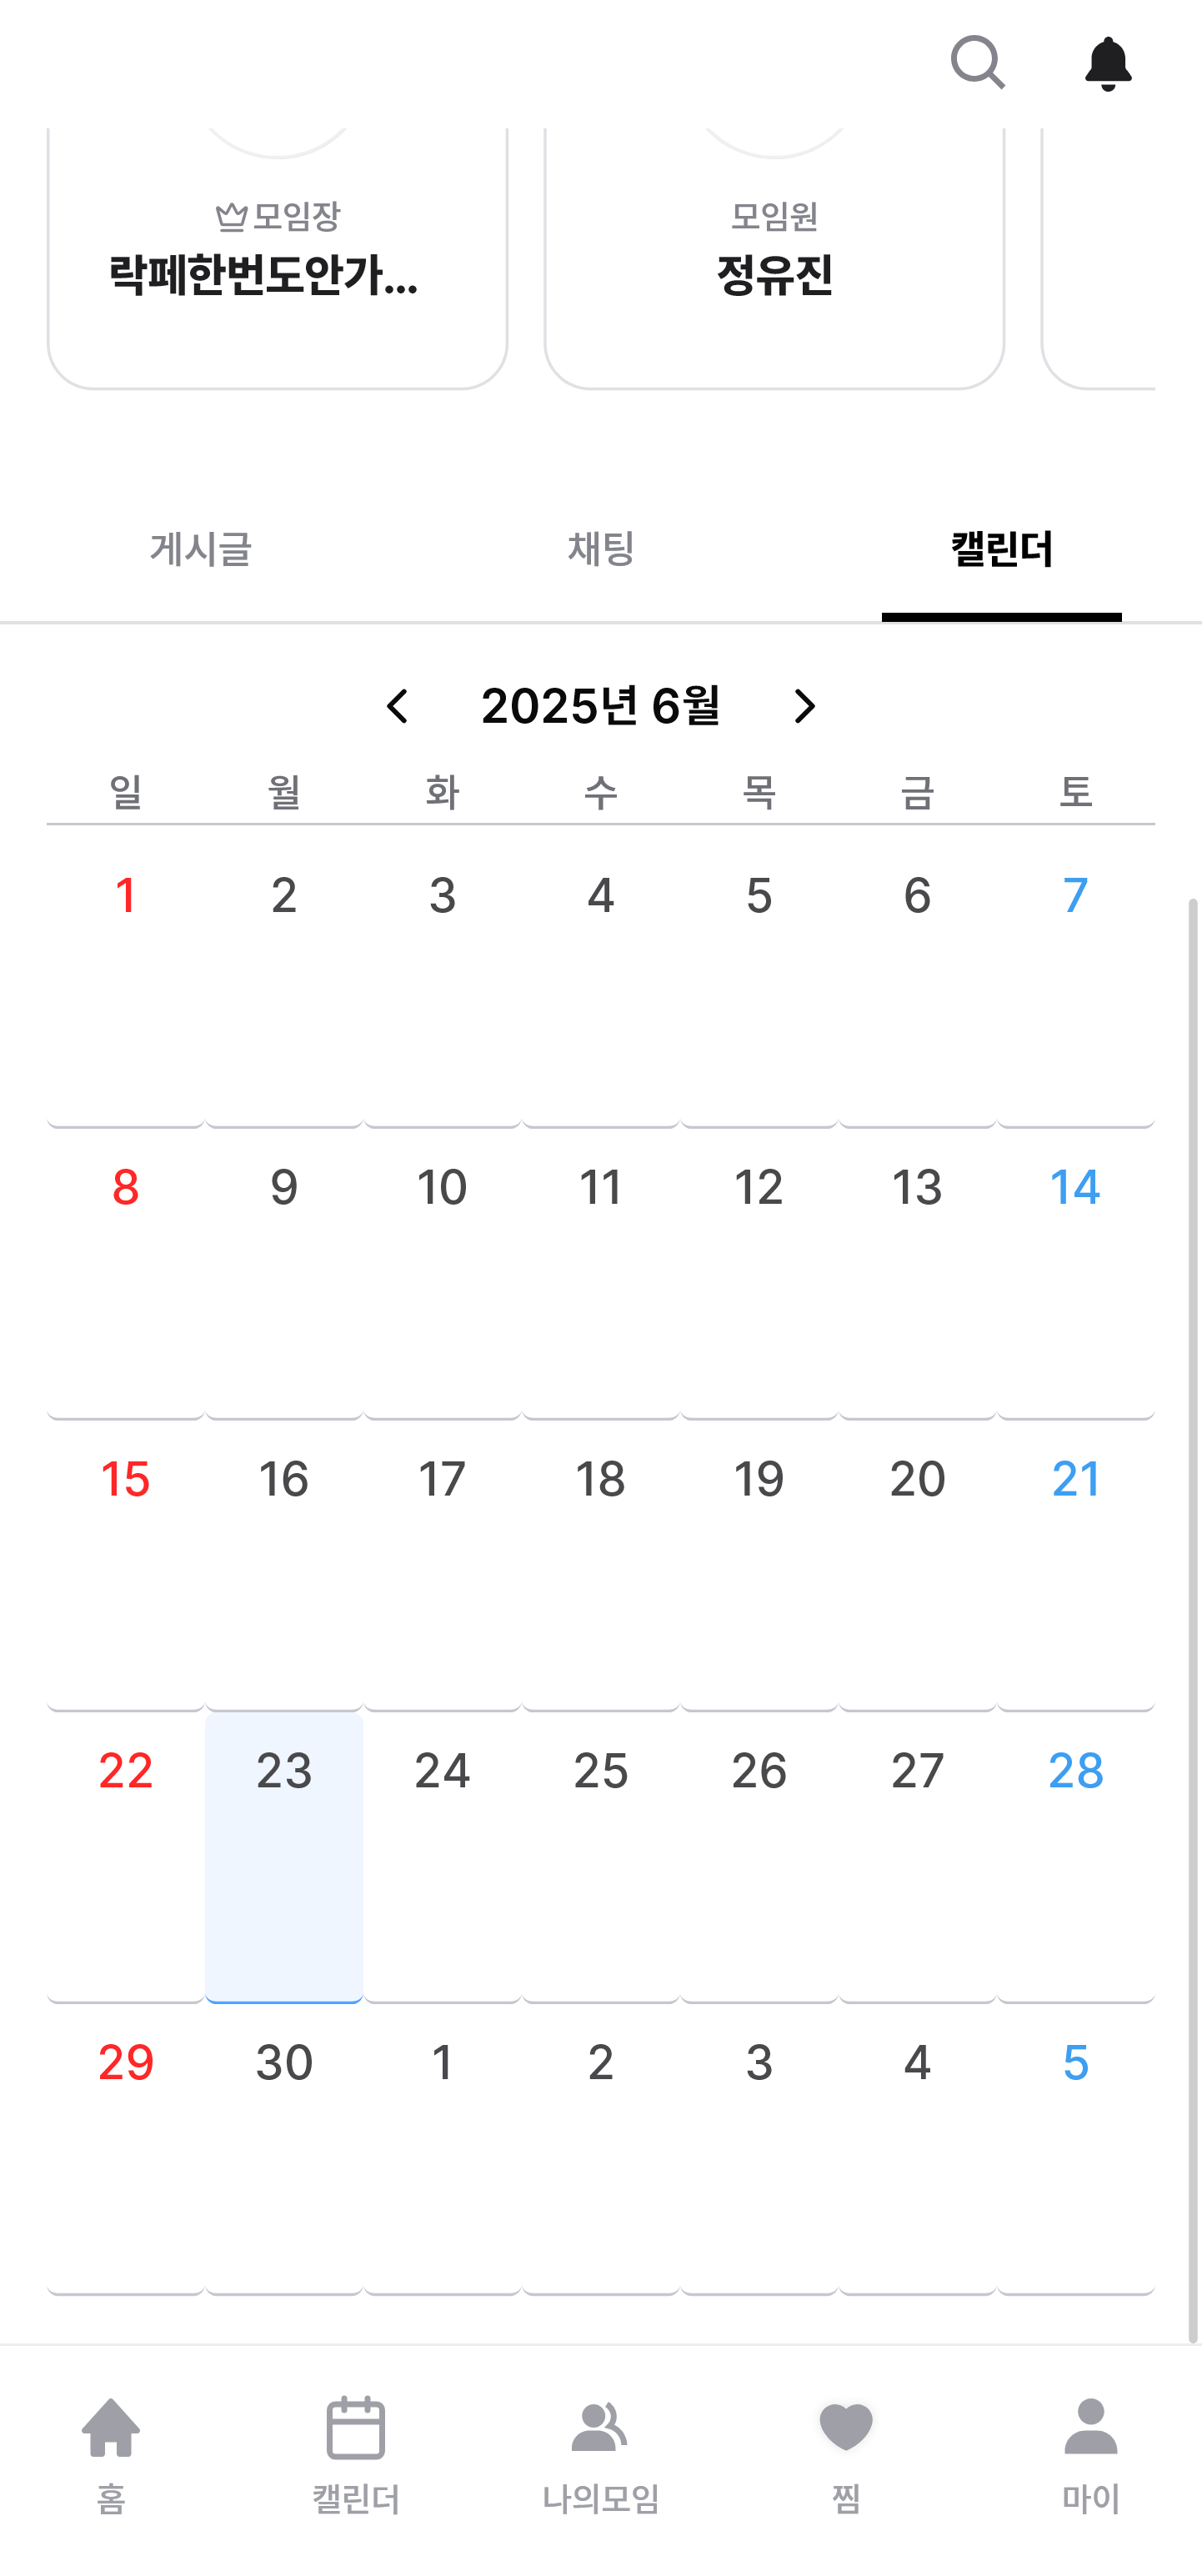 모임장
락페한번도안가...
모임원
정유진
게시글 채팅 캘린더
2025년 6월
일 월 화 수 목 금 토
1 2 3 4 5 6 7
8 9 10 11 12 13 14
15 16 17 18 19 20 21
22 23 24 25 26 27 28
29 30 1 2 3 4 5
홈 캘린더 나의모임 찜 마이